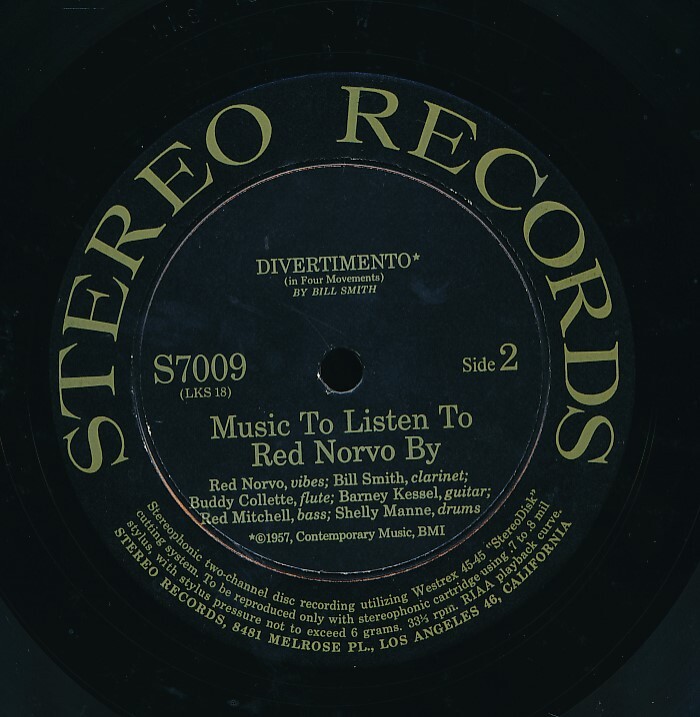 STEREO RECORDS
DIVERTIMENTO*
(in Four Movements)
BY BILL SMITH
S7009
(LKS 18)
Side 2
Music To Listen To
Red Norvo By
Red Norvo, vibes; Bill Smith, clarinet;
Buddy Collette, flute; Barney Kessel, guitar;
Red Mitchell, bass; Shelly Manne, drums
*©1957, Contemporary Music, BMI
Stereophonic two-channel disc recording utilizing Westrex 45-45 "StereoDisk"
cutting system. To be reproduced only with stereophonic cartridge using .7 to .8 mil
stylus, with stylus pressure not to exceed 6 grams. 33⅓ rpm. RIAA playback curve.
STEREO RECORDS, 8481 MELROSE PL., LOS ANGELES 46, CALIFORNIA